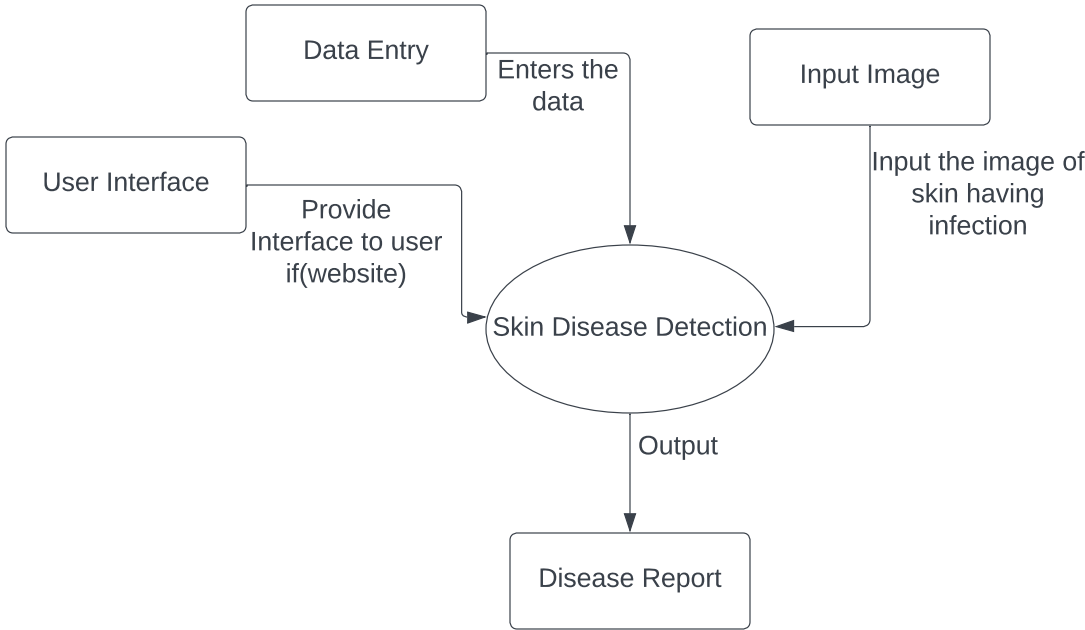 Data Entry
Enters the
data
Input Image
Input the image of
skin having
infection
User Interface
Provide
Interface to user
if(website)
Skin Disease Detection
Output
Disease Report